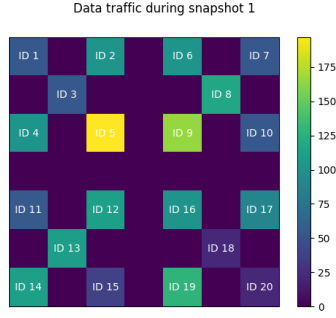 Data traffic during snapshot 1
ID 1 ID 2 ID 6 ID 7
ID 3 ID 8
ID 4 ID 5 ID 9 ID 10
ID 11 ID 12 ID 16 ID 17
ID 13 ID 18
ID 14 ID 15 ID 19 ID 20
175
150
125
100
75
50
25
0